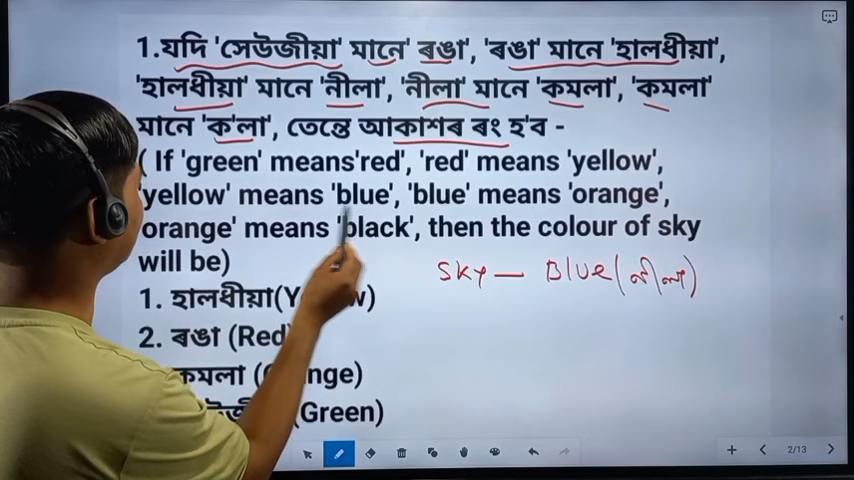 1.যদি 'সেউজীয়া' মানে' ৰঙা', 'ৰঙা' মানে 'হালধীয়া',
'হালধীয়া' মানে 'নীলা', 'নীলা' মানে 'কমলা', 'কমলা'
মানে 'ক'লা', তেন্তে আকাশৰ ৰং হ'ব -
( If 'green' means'red', 'red' means 'yellow',
'yellow' means 'blue', 'blue' means 'orange',
orange' means 'black', then the colour of sky
will be)
Sky — Blue(নীলা)
1. হালধীয়া(Y w)
2. ৰঙা (Red
কমলা ( nge)
(Green)
2/13